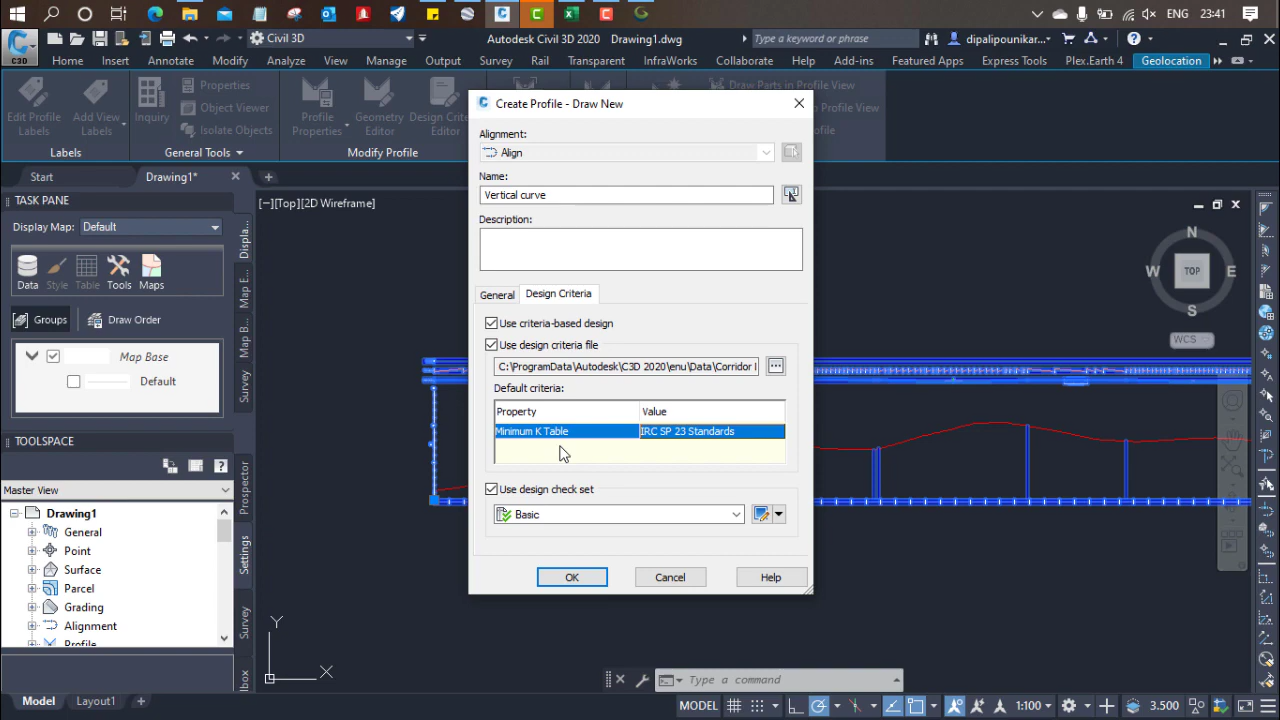 ENG 23:41
C3D
Civil 3D
Autodesk Civil 3D 2020 Drawing1.dwg
Type a keyword or phrase
dipalipounikar...
Home Insert Annotate Modify Analyze View Manage Output Survey Rail Transparent InfraWorks Collaborate Help Add-ins Featured Apps Express Tools Plex.Earth 4 Geolocation
Edit Profile Labels
Add View Labels
Labels
Inquiry
Properties
Object Viewer
Isolate Objects
General Tools
Profile Properties
Geometry Editor
Design Criteria Editor
Modify Profile
Draw Parts in Profile View
Start
Drawing1*
[−][Top][2D Wireframe]
TASK PANE
Display Map: Default
Data Style Table Tools Maps
Groups Draw Order
Map Base
Default
Survey
TOOLSPACE
Master View
Drawing1
General
Point
Surface
Parcel
Grading
Alignment
Profile
Prospector
Settings
Survey
Create Profile - Draw New
Alignment:
Align
Name:
Vertical curve
Description:
General
Design Criteria
Use criteria-based design
Use design criteria file
C:\ProgramData\Autodesk\C3D 2020\enu\Data\Corridor
Default criteria:
Property Value
Minimum K Table IRC SP 23 Standards
Use design check set
Basic
OK Cancel Help
N
W TOP E
S
WCS
Y
X
Type a command
Model Layout1
MODEL
1:100
3.500